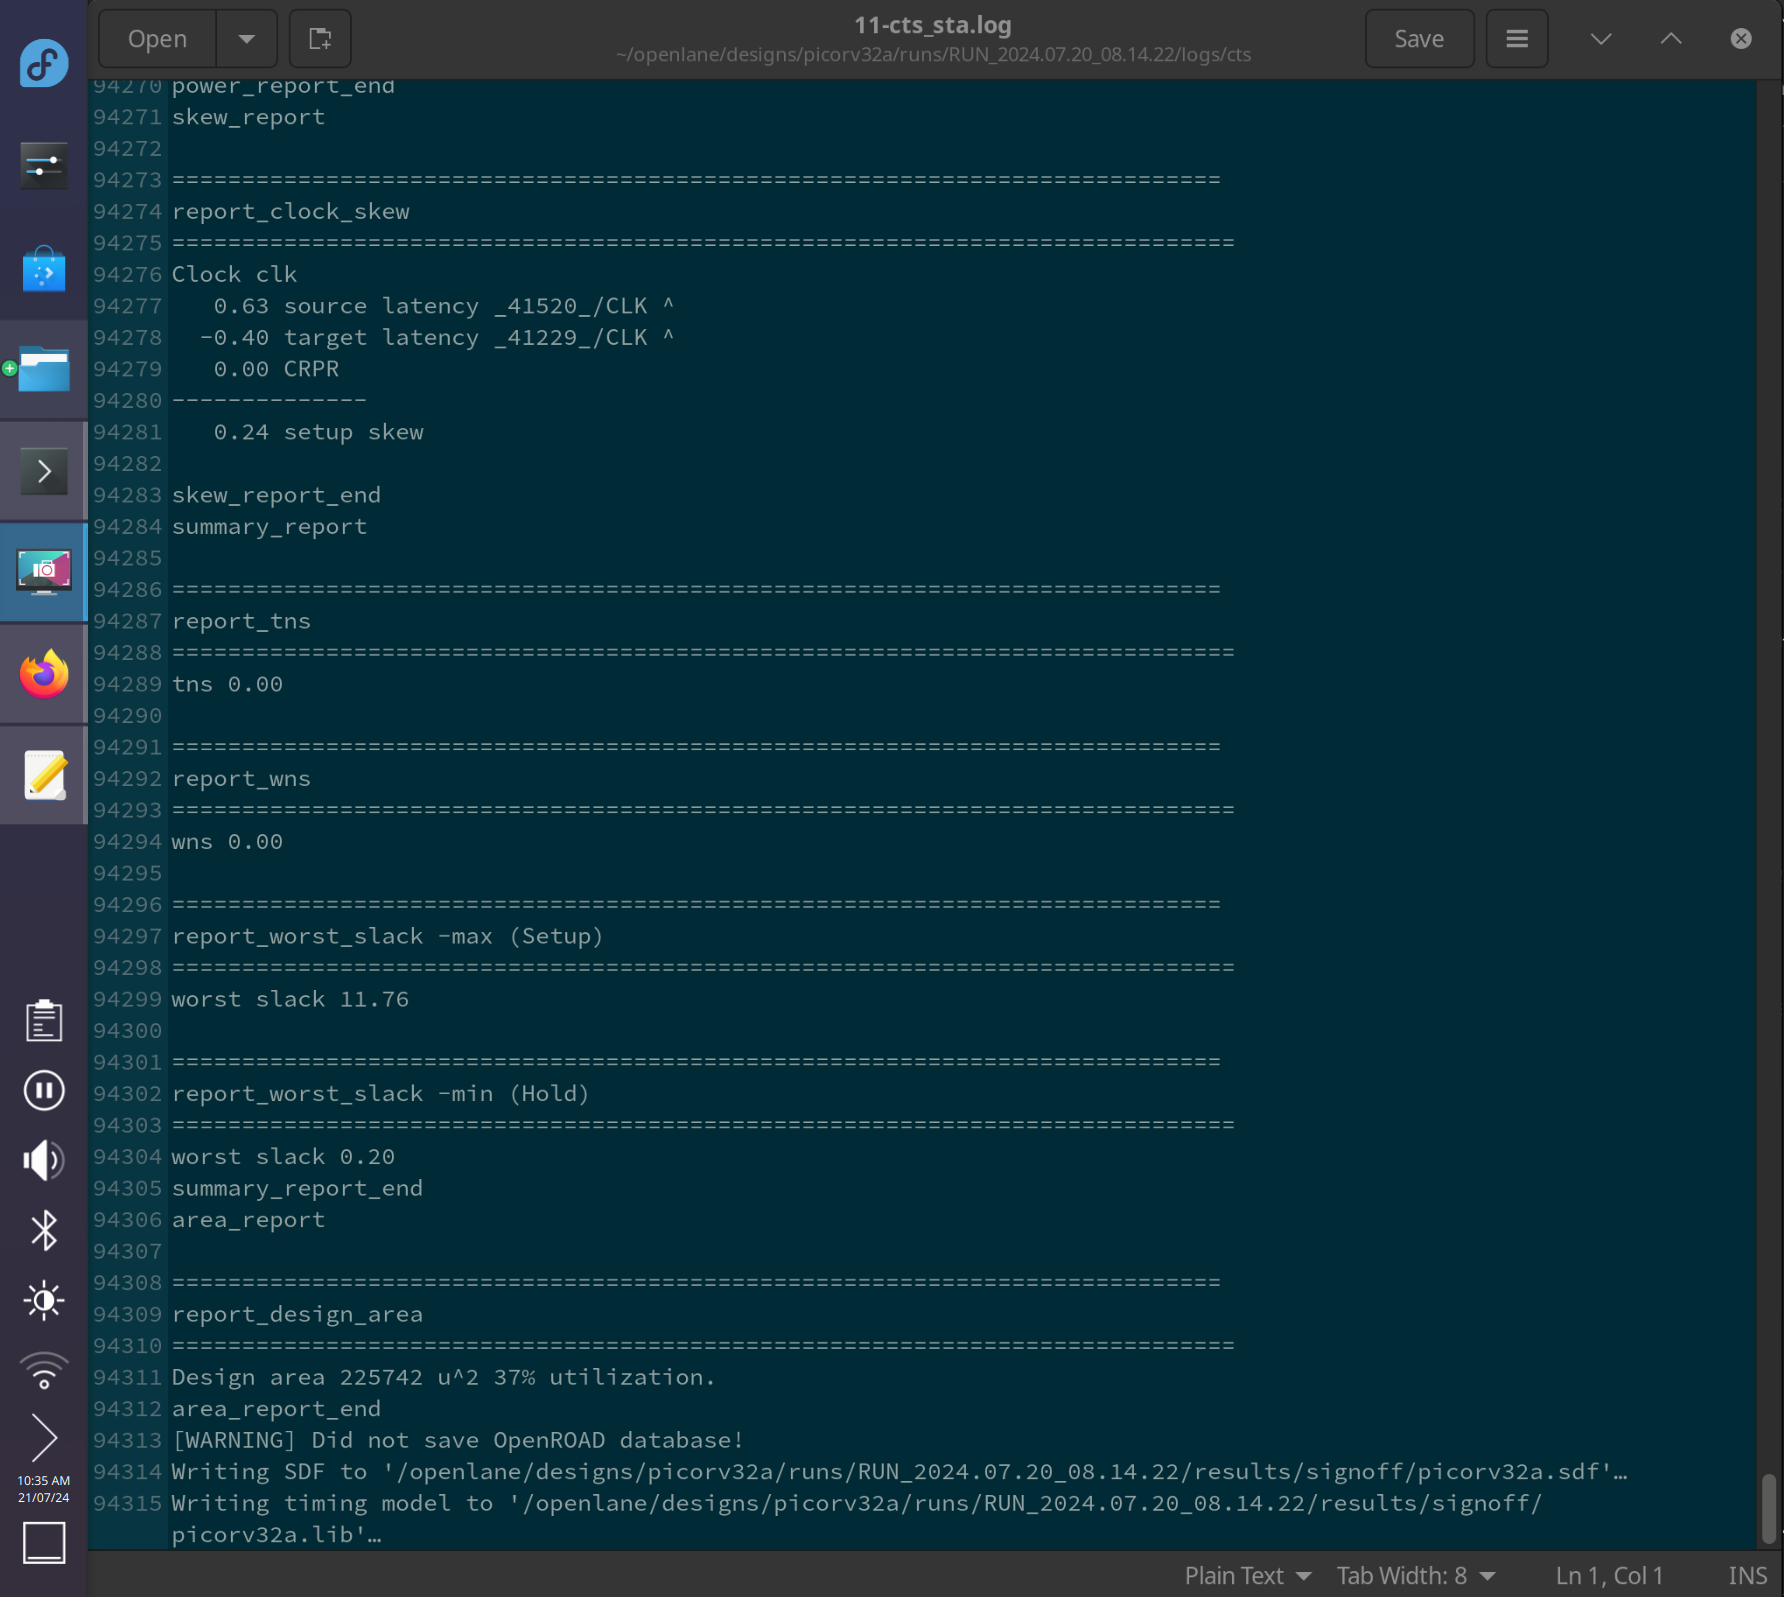 Open
11-cts_sta.log
~/openlane/designs/picorv32a/runs/RUN_2024.07.20_08.14.22/logs/cts
Save
94270 power_report_end
94271 skew_report
94272
94273 ===========================================================================
94274 report_clock_skew
94275 ============================================================================
94276 Clock clk
94277    0.63 source latency _41520_/CLK ^
94278   -0.40 target latency _41229_/CLK ^
94279    0.00 CRPR
94280 --------------
94281    0.24 setup skew
94282
94283 skew_report_end
94284 summary_report
94285
94286 ===========================================================================
94287 report_tns
94288 ============================================================================
94289 tns 0.00
94290
94291 ===========================================================================
94292 report_wns
94293 ============================================================================
94294 wns 0.00
94295
94296 ===========================================================================
94297 report_worst_slack -max (Setup)
94298 ============================================================================
94299 worst slack 11.76
94300
94301 ===========================================================================
94302 report_worst_slack -min (Hold)
94303 ============================================================================
94304 worst slack 0.20
94305 summary_report_end
94306 area_report
94307
94308 ===========================================================================
94309 report_design_area
94310 ============================================================================
94311 Design area 225742 u^2 37% utilization.
94312 area_report_end
94313 [WARNING] Did not save OpenROAD database!
94314 Writing SDF to '/openlane/designs/picorv32a/runs/RUN_2024.07.20_08.14.22/results/signoff/picorv32a.sdf'…
94315 Writing timing model to '/openlane/designs/picorv32a/runs/RUN_2024.07.20_08.14.22/results/signoff/
picorv32a.lib'…
10:35 AM
21/07/24
Plain Text
Tab Width: 8
Ln 1, Col 1
INS